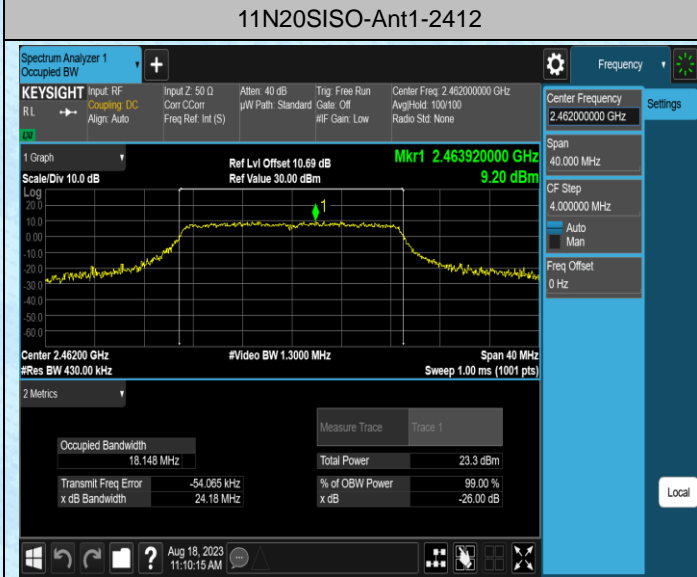 11N20SISO-Ant1-2412
Spectrum Analyzer 1
Occupied BW
+
Frequency
KEYSIGHT Input: RF
R L Coupling: DC
Align: Auto
LXI
Input Z: 50 Ω
Corr CCorr
Freq Ref: Int (S)
Atten: 40 dB
µW Path: Standard
Trig: Free Run
Gate: Off
#IF Gain: Low
Center Freq: 2.462000000 GHz
Avg|Hold: 100/100
Radio Std: None
Center Frequency
2.462000000 GHz
Settings
Span
40.000 MHz
CF Step
4.000000 MHz
Auto
Man
Freq Offset
0 Hz
1 Graph
Scale/Div 10.0 dB
Ref Lvl Offset 10.69 dB
Ref Value 30.00 dBm
Mkr1 2.463920000 GHz
9.20 dBm
Log
20.0
10.0
0.00
-10.0
-20.0
-30.0
-40.0
-50.0
-60.0
1
Center 2.46200 GHz
#Video BW 1.3000 MHz
Span 40 MHz
#Res BW 430.00 kHz
Sweep 1.00 ms (1001 pts)
2 Metrics
Measure Trace
Trace 1
Occupied Bandwidth
18.148 MHz
Total Power 23.3 dBm
Transmit Freq Error -54.065 kHz
% of OBW Power 99.00 %
x dB Bandwidth 24.18 MHz
x dB -26.00 dB
Local
?
Aug 18, 2023
11:10:15 AM